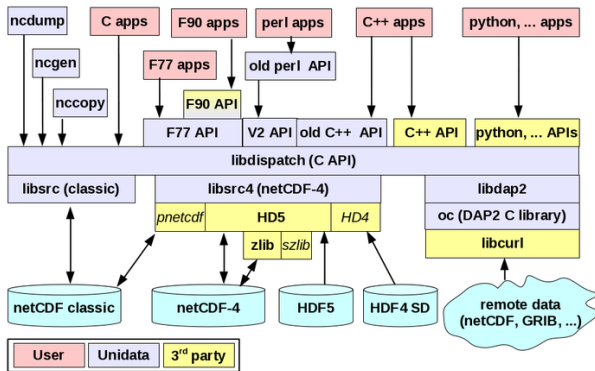 ncdump
C apps
F90 apps
perl apps
C++ apps
python, ... apps
ncgen
F77 apps
old perl API
nccopy
F90 API
F77 API
V2 API
old C++ API
C++ API
python, ... APIs
libdispatch (C API)
libsrc (classic)
libsrc4 (netCDF-4)
libdap2
pnetcdf
HD5
HD4
oc (DAP2 C library)
zlib
szlib
libcurl
netCDF classic
netCDF-4
HDF5
HDF4 SD
remote data
(netCDF, GRIB, ...)
User
Unidata
3rd party